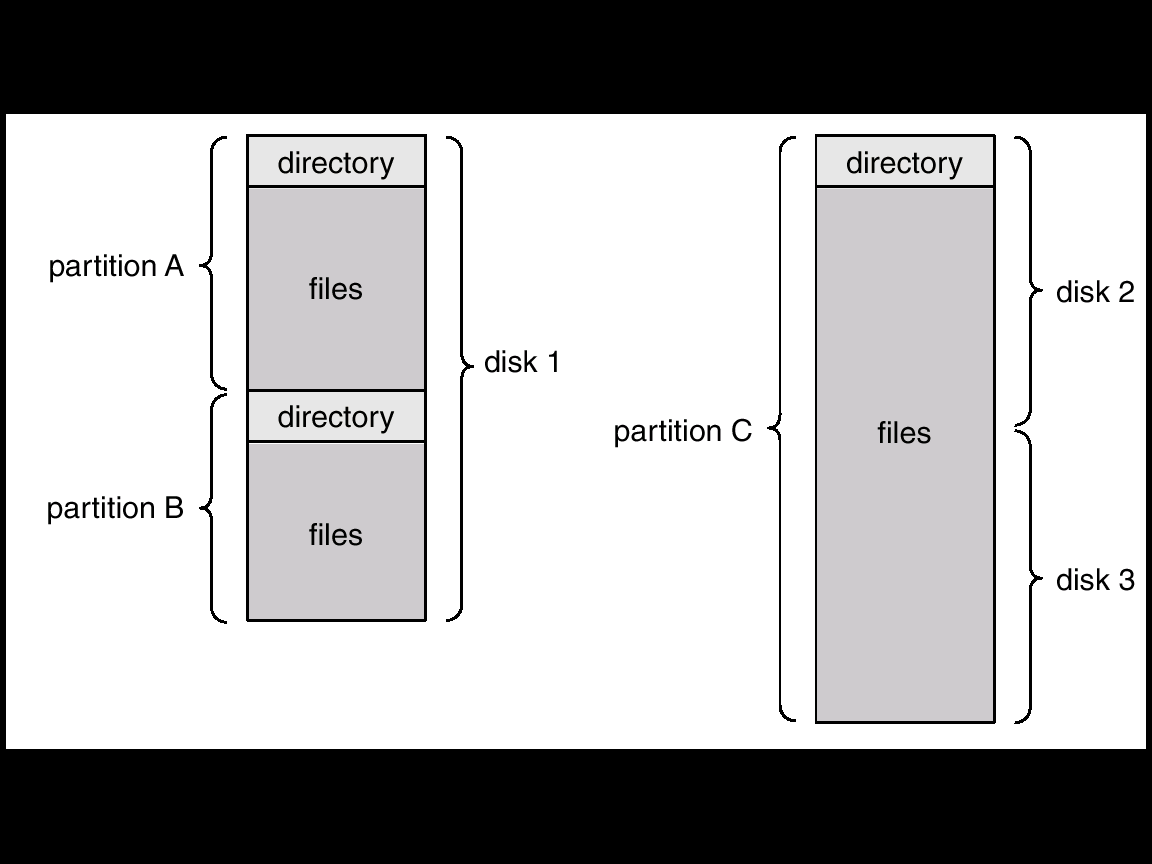 directory
partition A
files
disk 1
directory
partition B
files
directory
disk 2
partition C
files
disk 3